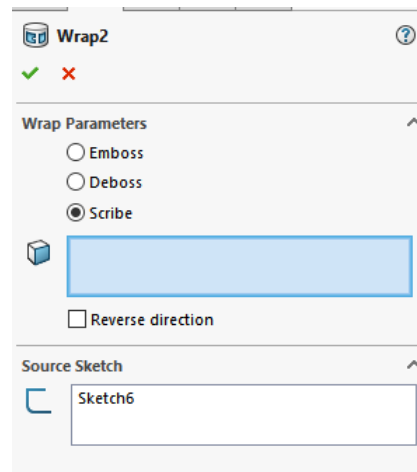 Wrap2
?
Wrap Parameters
Emboss
Deboss
Scribe
Reverse direction
Source Sketch
Sketch6